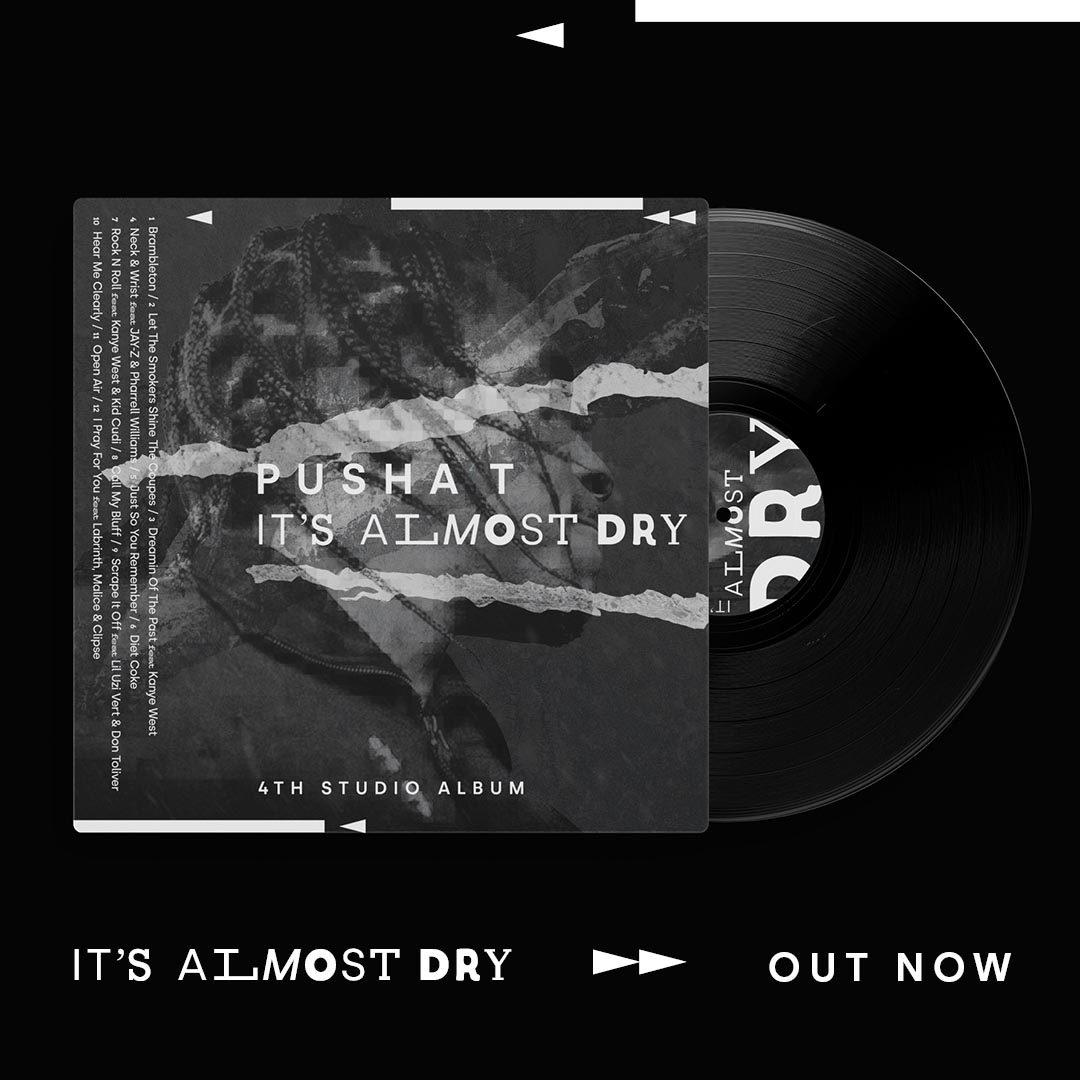 1 Brambleton / 2 Let The Smokers Shine The Coupes / 3 Dreamin Of The Past feat Kanye West
4 Neck & Wrist feat JAY-Z & Pharrell Williams / 5 Just So You Remember / 6 Diet Coke
7 Rock N Roll feat Kanye West & Kid Cudi / 8 Call My Bluff / 9 Scrape It Off feat Lil Uzi Vert & Don Toliver
10 Hear Me Clearly / 11 Open Air / 12 I Pray For You feat Labrinth, Malice & Clipse
PUSHA T
IT'S ALMOST DRY
4TH STUDIO ALBUM
ALMOST
DRY
IT'S ALMOST DRY
OUT NOW